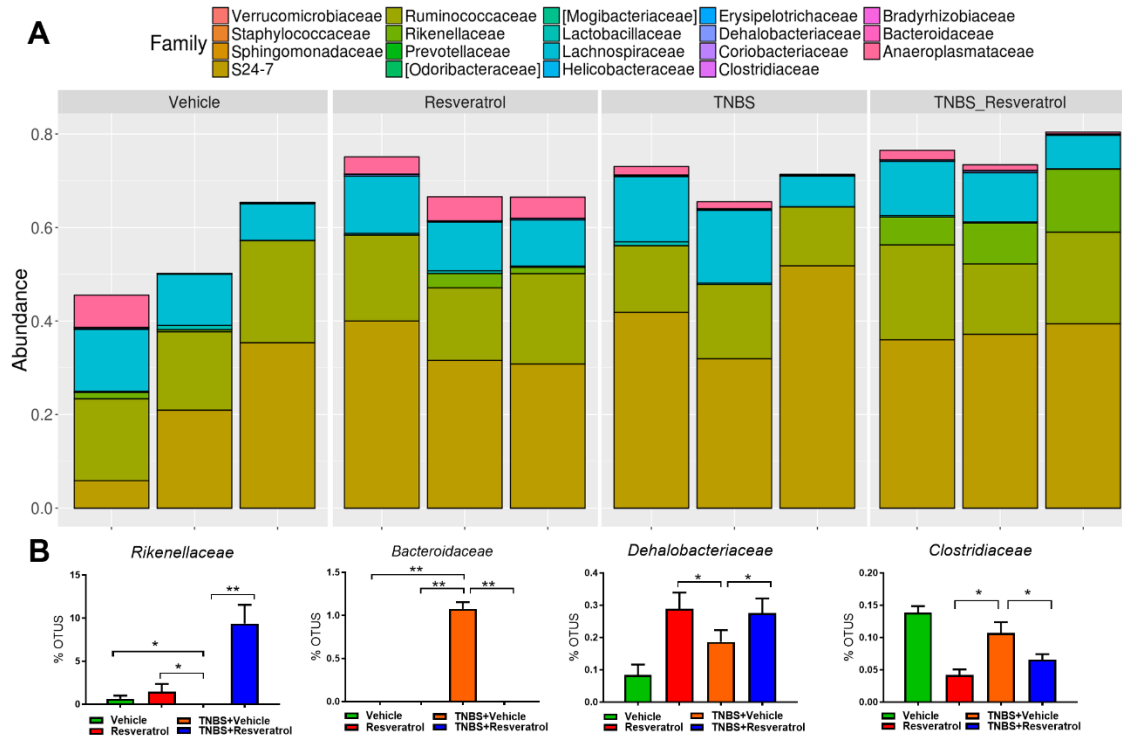 A
Family
Verrucomicrobiaceae Ruminococcaceae [Mogibacteriaceae] Erysipelotrichaceae Bradyrhizobiaceae
Staphylococcaceae Rikenellaceae Lactobacillaceae Dehalobacteriaceae Bacteroidaceae
Sphingomonadaceae Prevotellaceae Lachnospiraceae Coriobacteriaceae Anaeroplasmataceae
S24-7 [Odoribacteraceae] Helicobacteraceae Clostridiaceae
Vehicle Resveratrol TNBS TNBS_Resveratrol
Abundance
0.8
0.6
0.4
0.2
0.0
B
Rikenellaceae
% OTUS
15
10
5
0
*
*
**
Vehicle TNBS+Vehicle
Resveratrol TNBS+Resveratrol
Bacteroidaceae
% OTUS
1.5
1.0
0.5
0.0
**
** **
Vehicle TNBS+Vehicle
Resveratrol TNBS+Resveratrol
Dehalobacteriaceae
% OTUS
0.4
0.3
0.2
0.1
0.0
* *
Vehicle TNBS+Vehicle
Resveratrol TNBS+Resveratrol
Clostridiaceae
% OTUS
0.20
0.15
0.10
0.05
0.00
* *
Vehicle TNBS+Vehicle
Resveratrol TNBS+Resveratrol